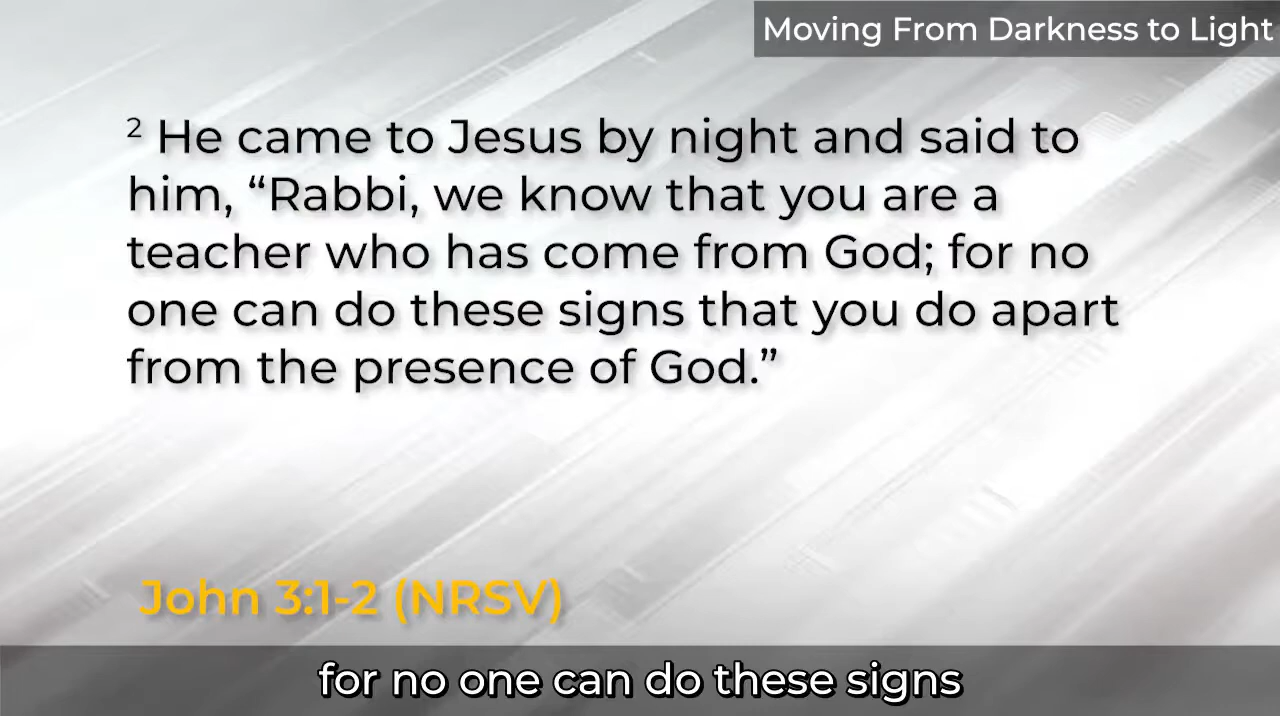 Moving From Darkness to Light
² He came to Jesus by night and said to
him, “Rabbi, we know that you are a
teacher who has come from God; for no
one can do these signs that you do apart
from the presence of God.”
John 3:1-2 (NRSV)
for no one can do these signs